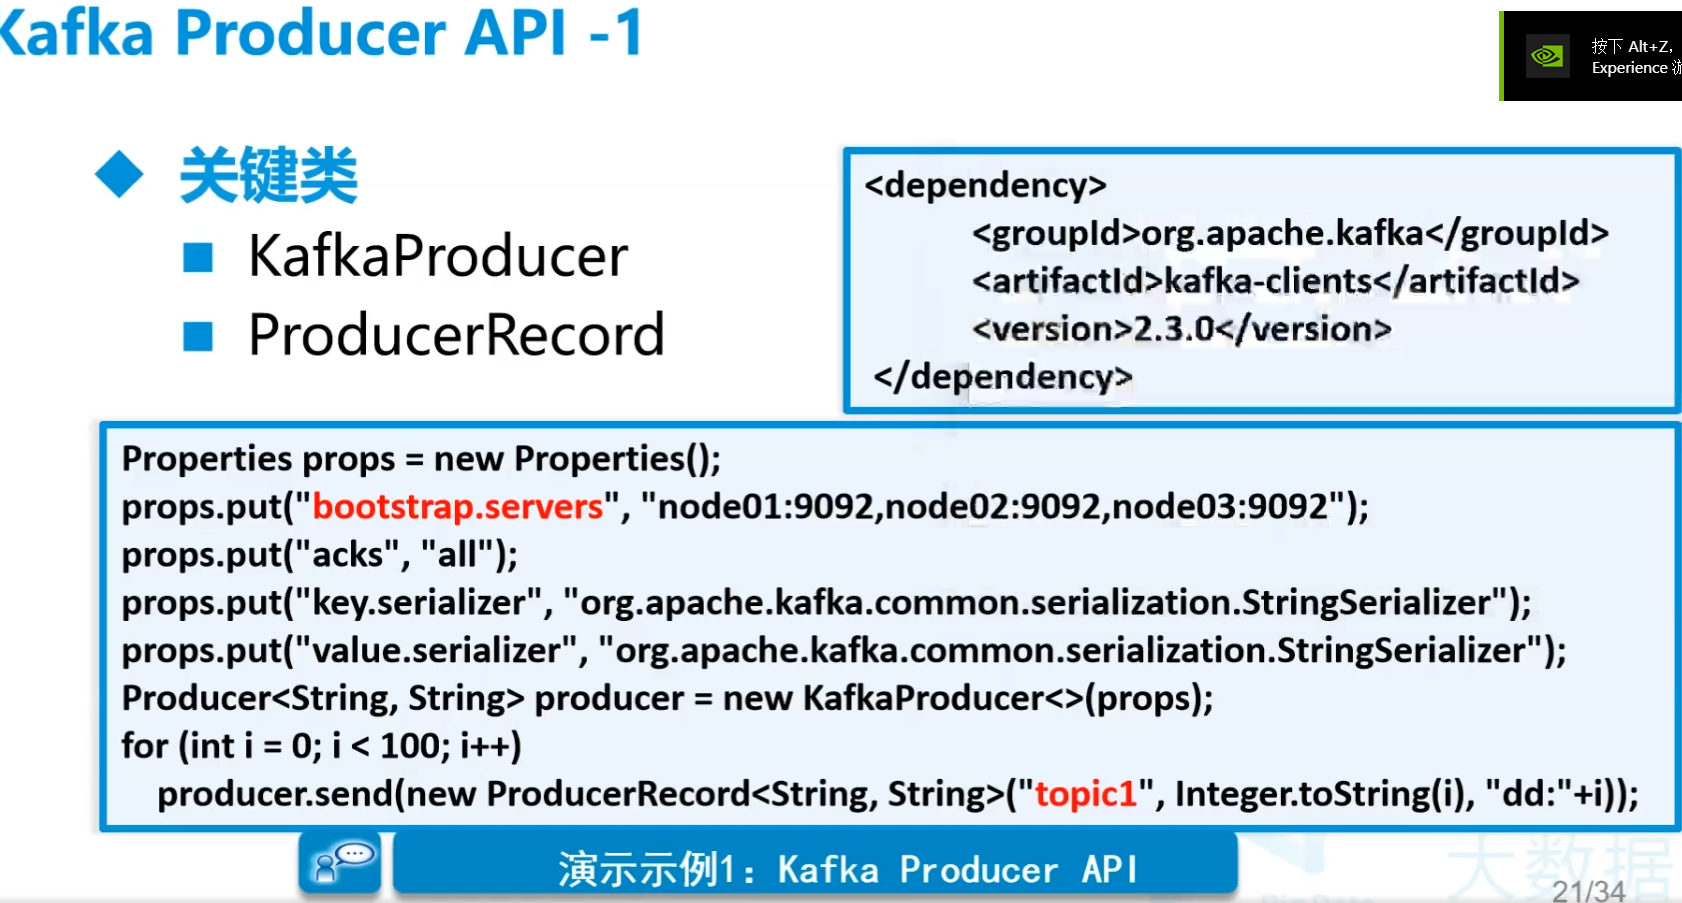 Kafka Producer API -1
按下 Alt+Z,
Experience
关键类
KafkaProducer
ProducerRecord
<dependency>
<groupId>org.apache.kafka</groupId>
<artifactId>kafka-clients</artifactId>
<version>2.3.0</version>
</dependency>
Properties props = new Properties();
props.put("bootstrap.servers", "node01:9092,node02:9092,node03:9092");
props.put("acks", "all");
props.put("key.serializer", "org.apache.kafka.common.serialization.StringSerializer");
props.put("value.serializer", "org.apache.kafka.common.serialization.StringSerializer");
Producer<String, String> producer = new KafkaProducer<>(props);
for (int i = 0; i < 100; i++)
producer.send(new ProducerRecord<String, String>("topic1", Integer.toString(i), "dd:"+i));
演示示例1：Kafka Producer API
大数据
21/34